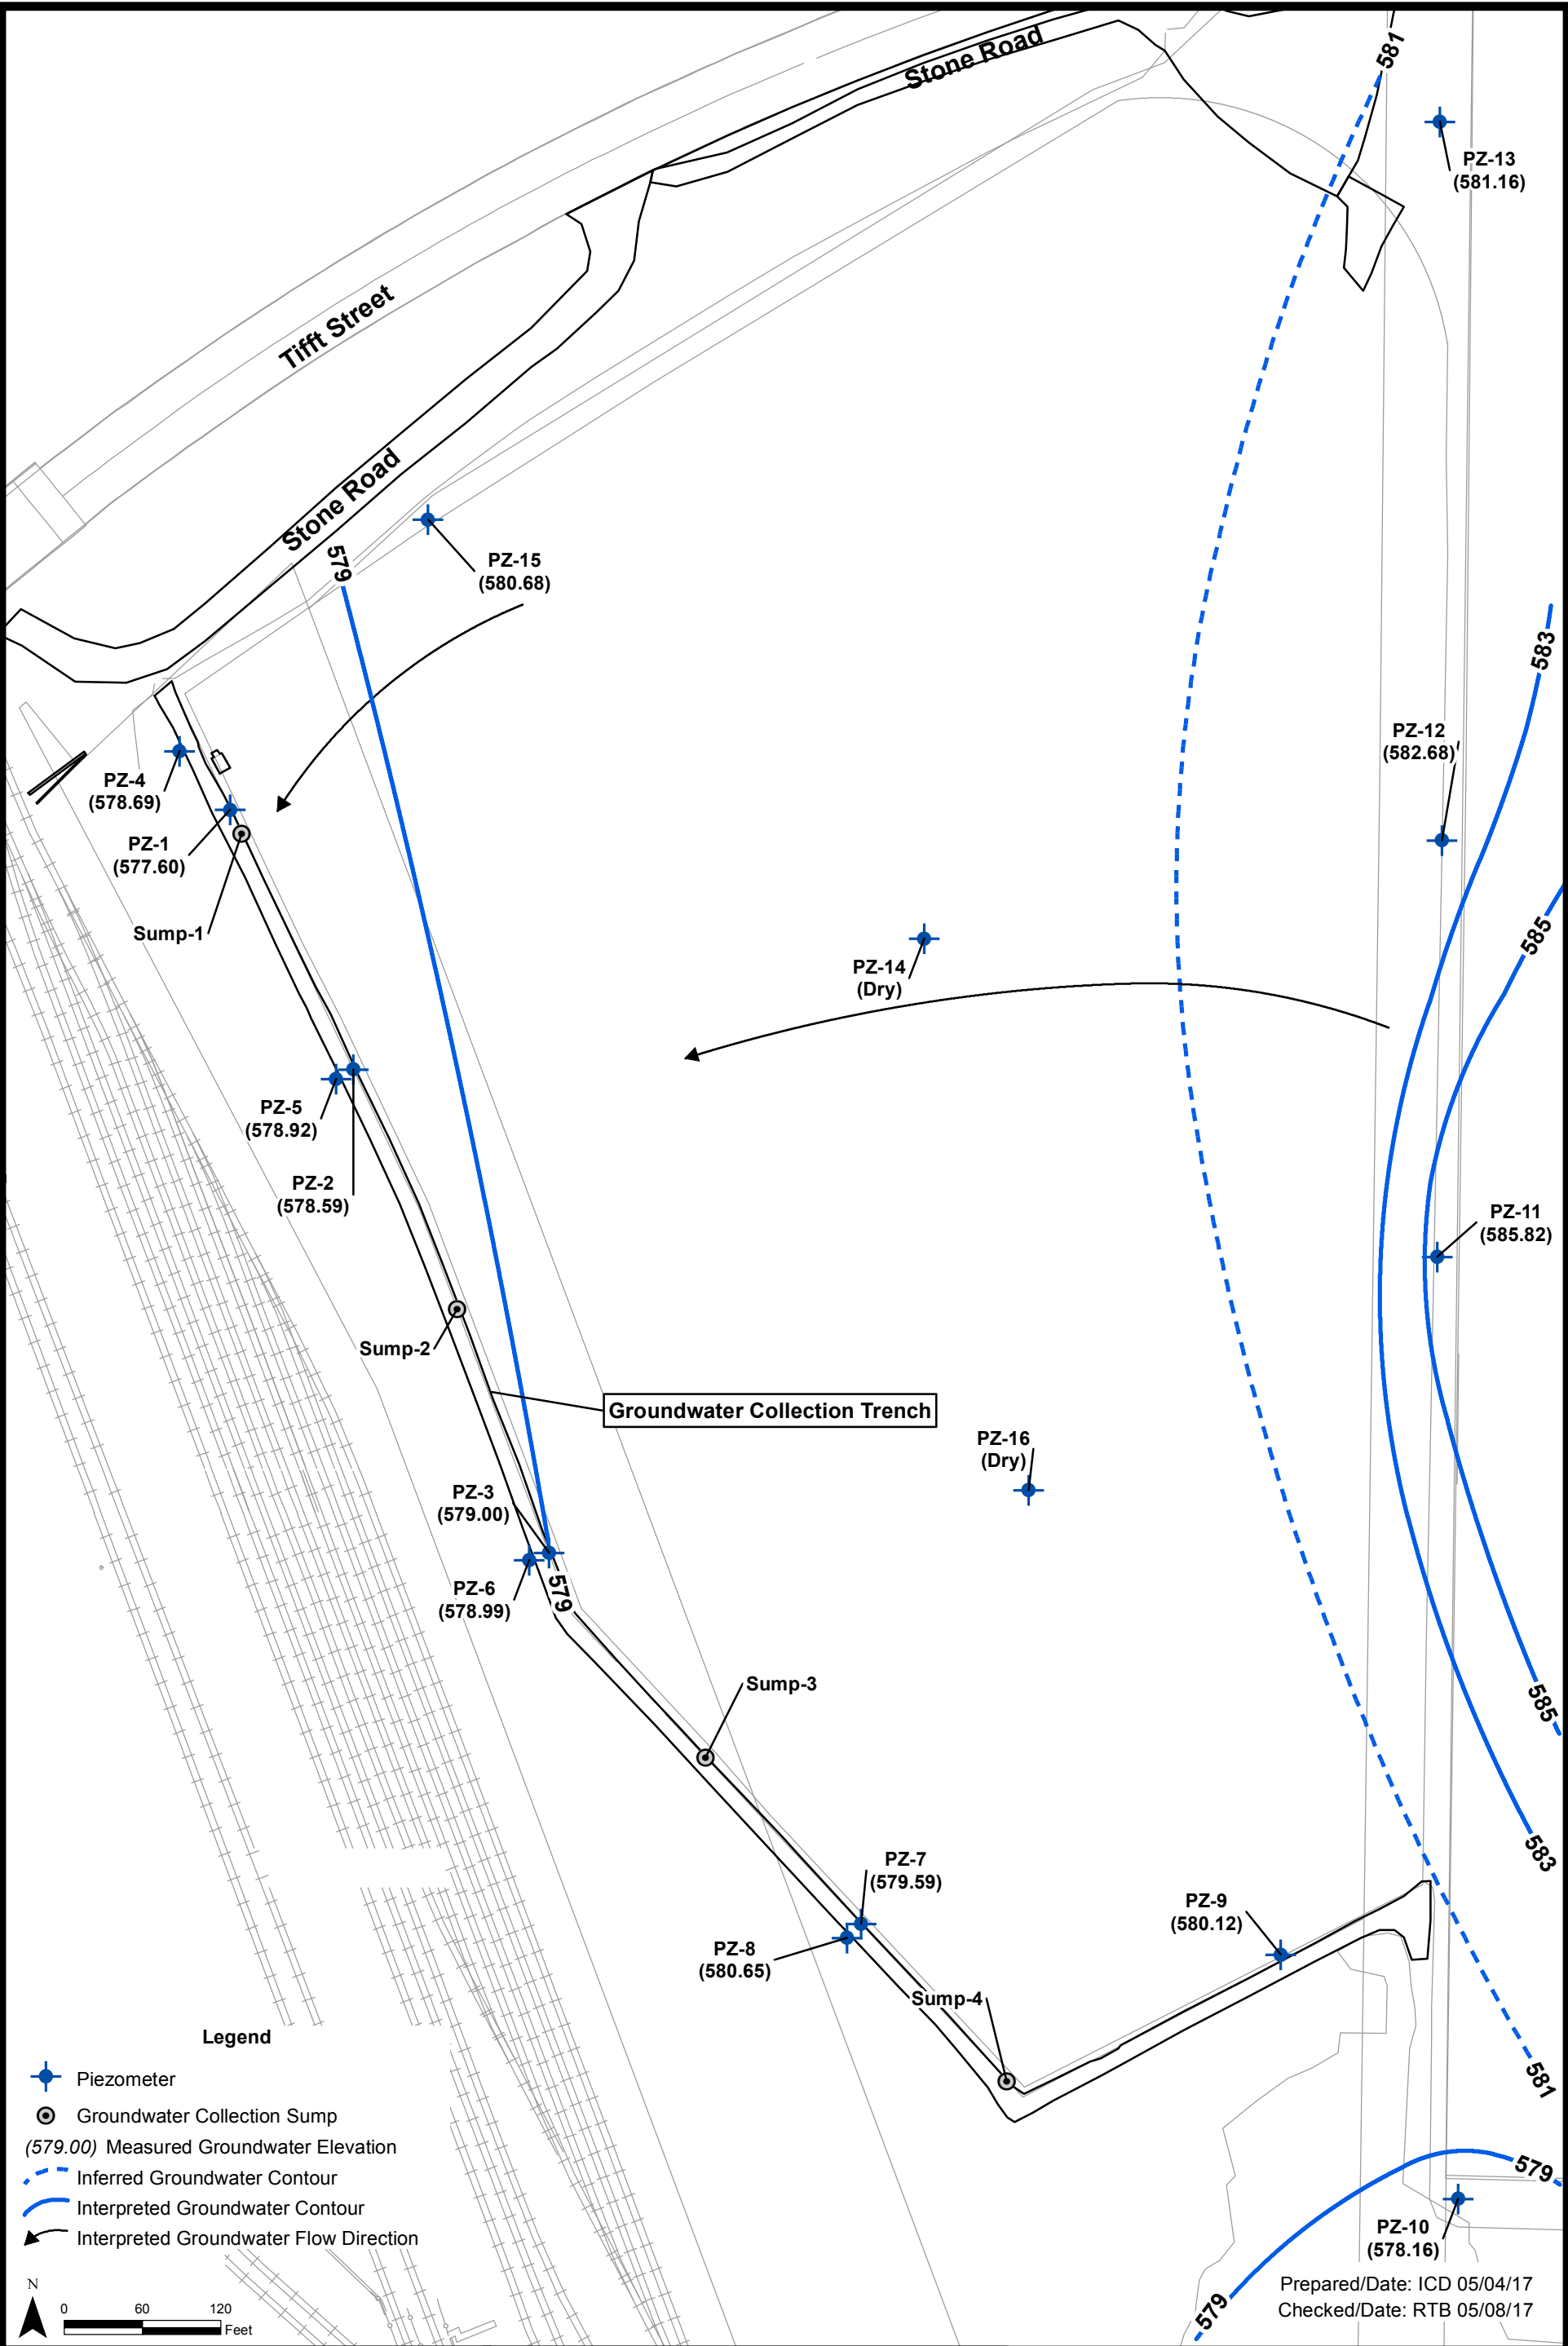 581
Stone Road
PZ-13
(581.16)
Tifft Street
Stone Road
579
PZ-15
(580.68)
583
PZ-12
(582.68)
PZ-4
(578.69)
PZ-1
(577.60)
Sump-1
585
PZ-14
(Dry)
PZ-5
(578.92)
PZ-2
(578.59)
PZ-11
(585.82)
Sump-2
Groundwater Collection Trench
PZ-16
(Dry)
PZ-3
(579.00)
PZ-6
(578.99)
579
Sump-3
585
583
PZ-7
(579.59)
PZ-8
(580.65)
PZ-9
(580.12)
Sump-4
581
579
PZ-10
(578.16)
579
Legend
Piezometer
Groundwater Collection Sump
(579.00) Measured Groundwater Elevation
Inferred Groundwater Contour
Interpreted Groundwater Contour
Interpreted Groundwater Flow Direction
N
0 60 120
Feet
Prepared/Date: ICD 05/04/17
Checked/Date: RTB 05/08/17